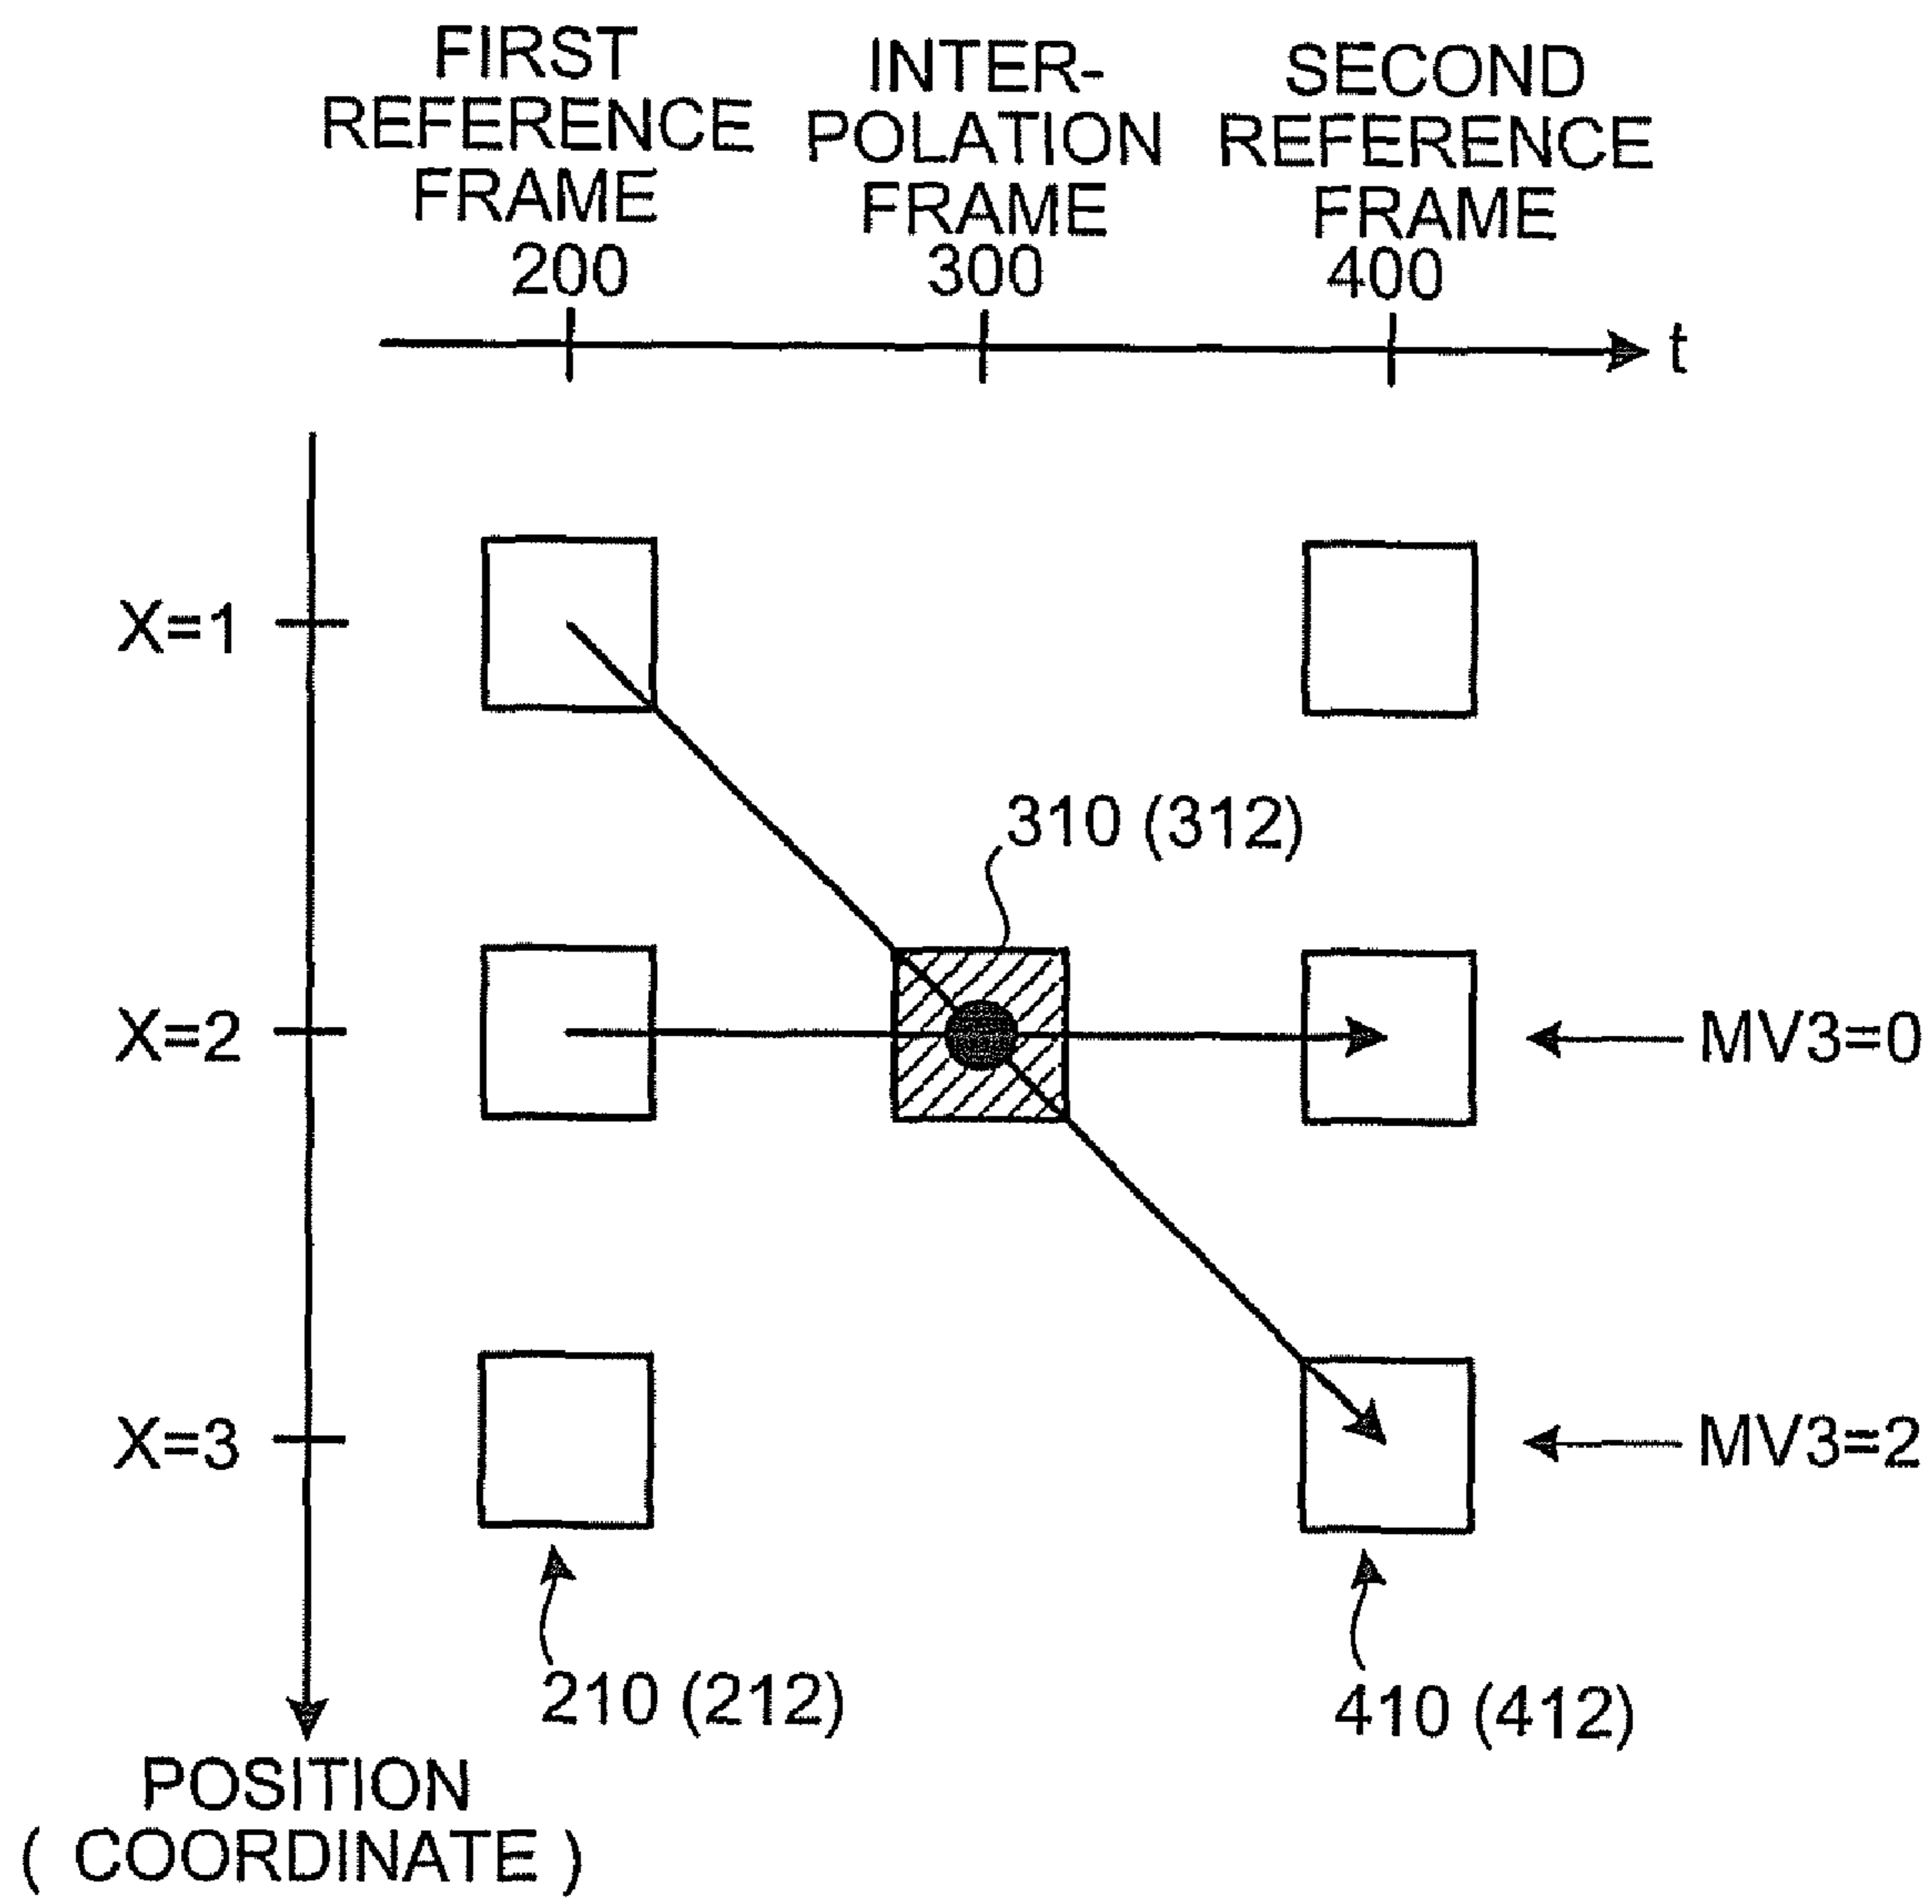 FIRST
REFERENCE
FRAME
200
INTER-
POLATION
FRAME
300
SECOND
REFERENCE
FRAME
400
t
X=1
310 (312)
X=2
MV3=0
X=3
MV3=2
210 (212)
410 (412)
POSITION
( COORDINATE )